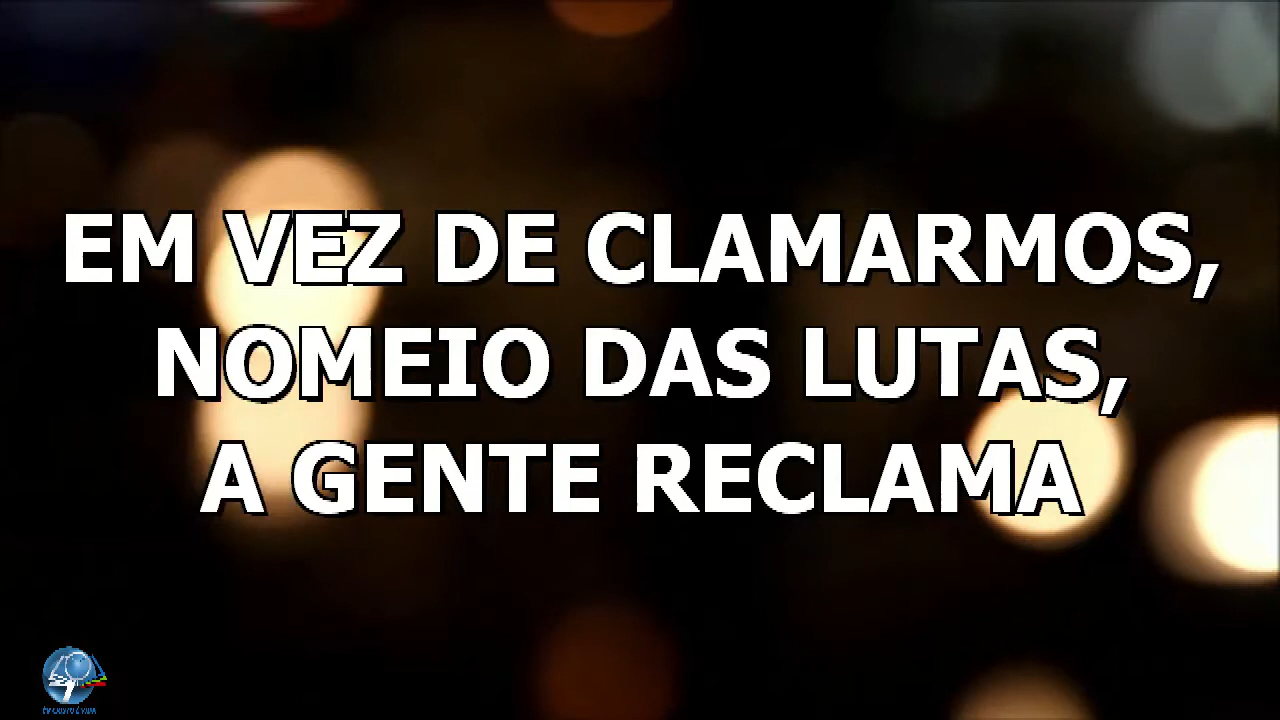 EM VEZ DE CLAMARMOS,
NOMEIO DAS LUTAS,
A GENTE RECLAMA